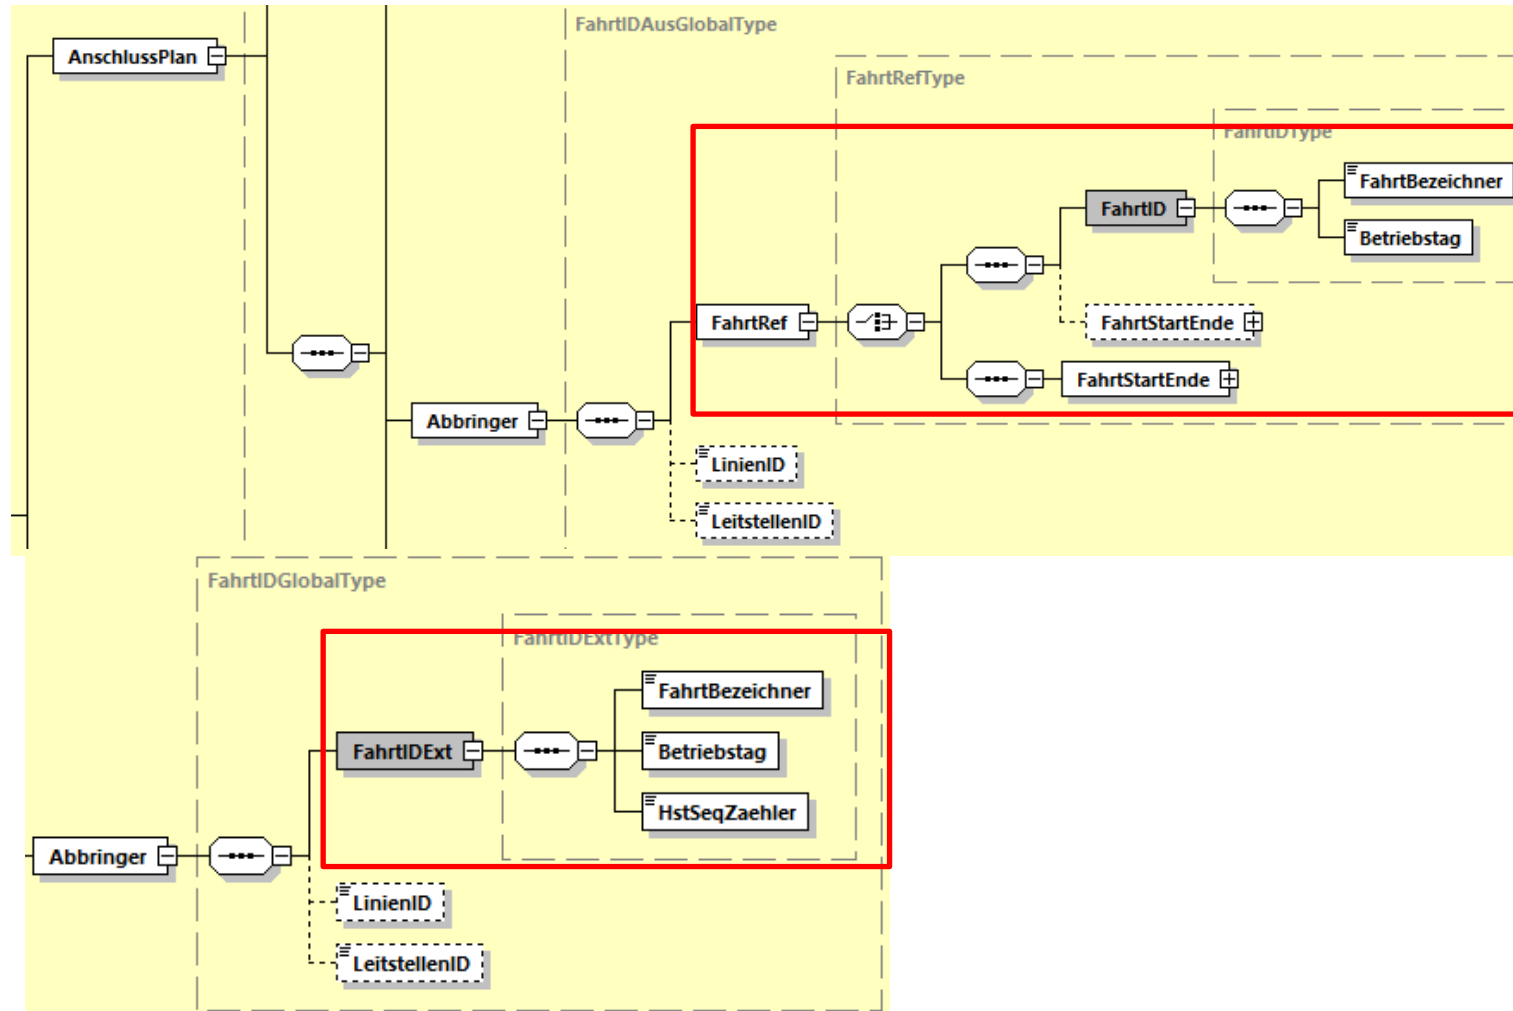 FahrtIDAusGlobalType
AnschlussPlan
FahrtRefType
FahrtIDType
FahrtBezeichner
FahrtID
Betriebstag
FahrtRef
FahrtStartEnde
FahrtStartEnde
Abbringer
LinienID
LeitstellenID
FahrtIDGlobalType
FahrtIDExtType
FahrtBezeichner
FahrtIDExt
Betriebstag
HstSeqZaehler
Abbringer
LinienID
LeitstellenID